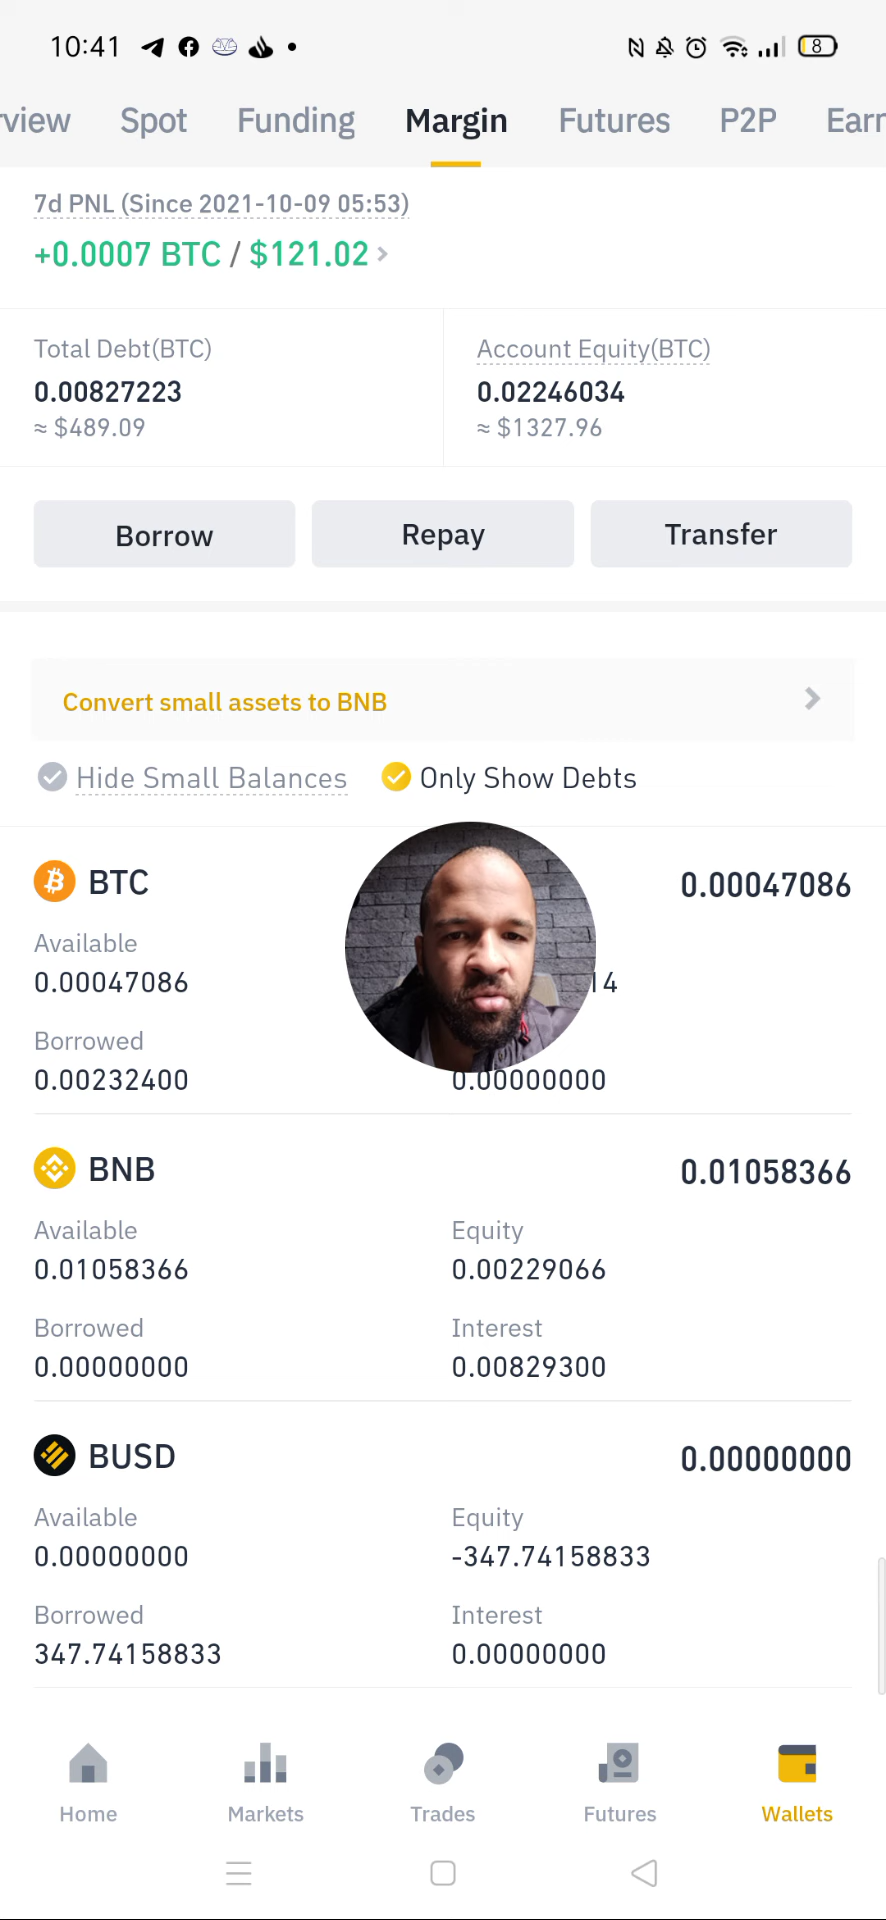 10:41
8
Spot Funding Margin Futures P2P
7d PNL (Since 2021-10-09 05:53)
+0.0007 BTC / $121.02 >
Total Debt(BTC) Account Equity(BTC)
0.00827223 0.02246034
≈ $489.09 ≈ $1327.96
Borrow Repay Transfer
Convert small assets to BNB
Hide Small Balances Only Show Debts
BTC 0.00047086
Available
0.00047086 14
Borrowed
0.00232400 0.00000000
BNB 0.01058366
Available Equity
0.01058366 0.00229066
Borrowed Interest
0.00000000 0.00829300
BUSD 0.00000000
Available Equity
0.00000000 -347.74158833
Borrowed Interest
347.74158833 0.00000000
Home Markets Trades Futures Wallets